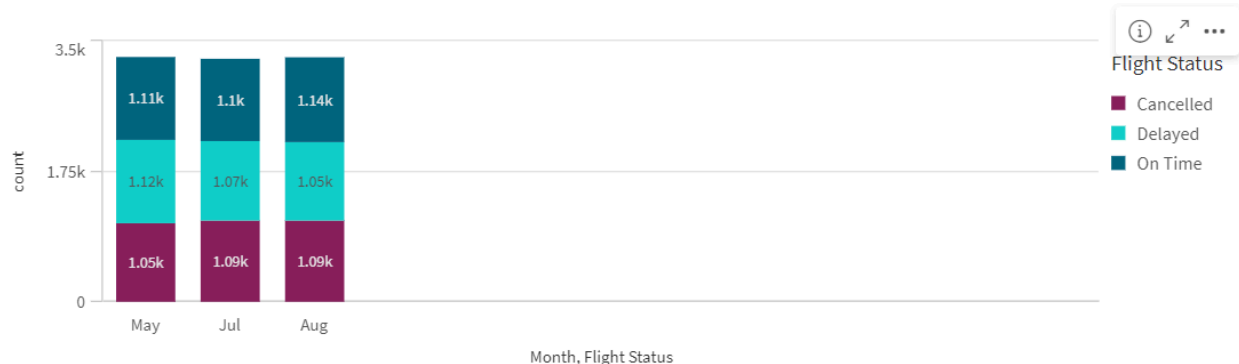 3.5k
1.75k
0
count
1.11k
1.1k
1.14k
1.12k
1.07k
1.05k
1.05k
1.09k
1.09k
May
Jul
Aug
Month, Flight Status
Flight Status
Cancelled
Delayed
On Time